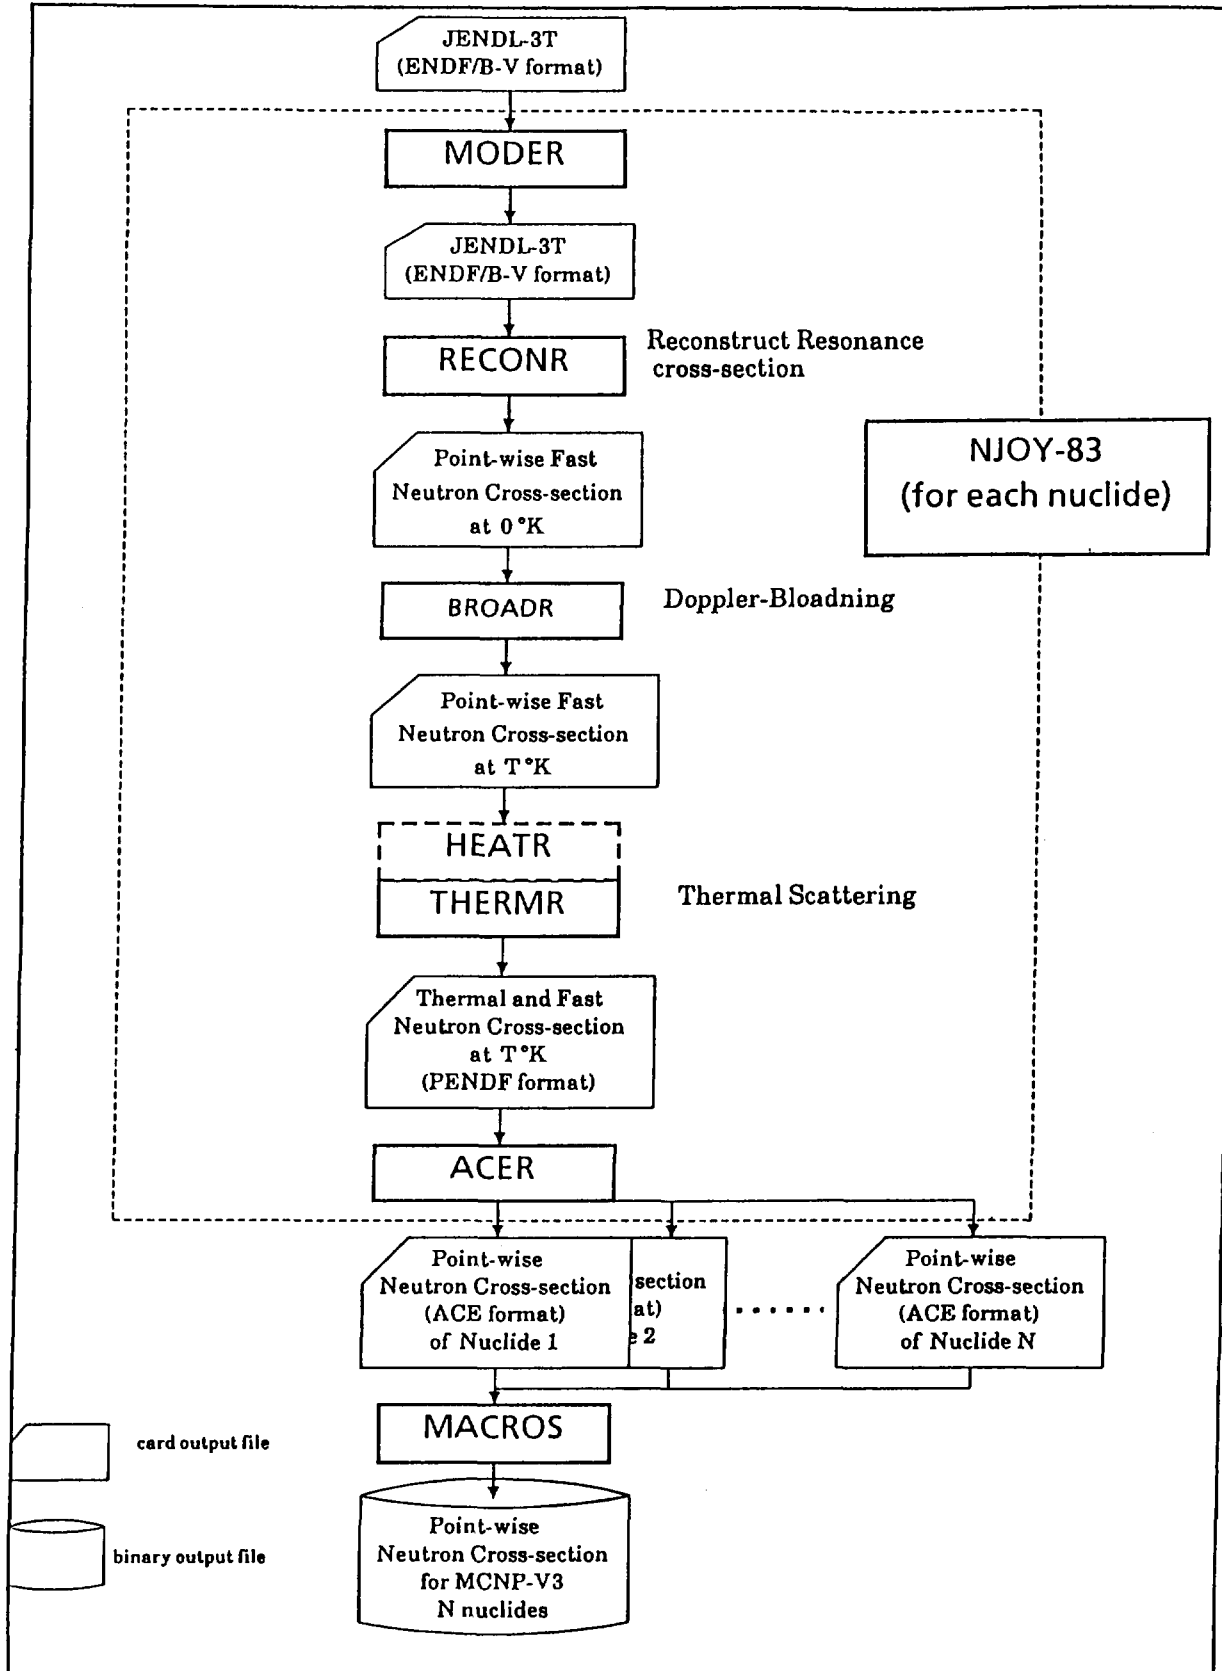 JENDL-3T
(ENDF/B-V format)
MODER
JENDL-3T
(ENDF/B-V format)
RECONR
Reconstruct Resonance
cross-section
Point-wise Fast
Neutron Cross-section
at 0°K
NJOY-83
(for each nuclide)
BROADR
Doppler-Bloadning
Point-wise Fast
Neutron Cross-section
at T°K
HEATR
THERMR
Thermal Scattering
Thermal and Fast
Neutron Cross-section
at T°K
(PENDF format)
ACER
Point-wise
Neutron Cross-section
(ACE format)
of Nuclide 1
section
at)
e 2
Point-wise
Neutron Cross-section
(ACE format)
of Nuclide N
MACROS
card output file
binary output file
Point-wise
Neutron Cross-section
for MCNP-V3
N nuclides